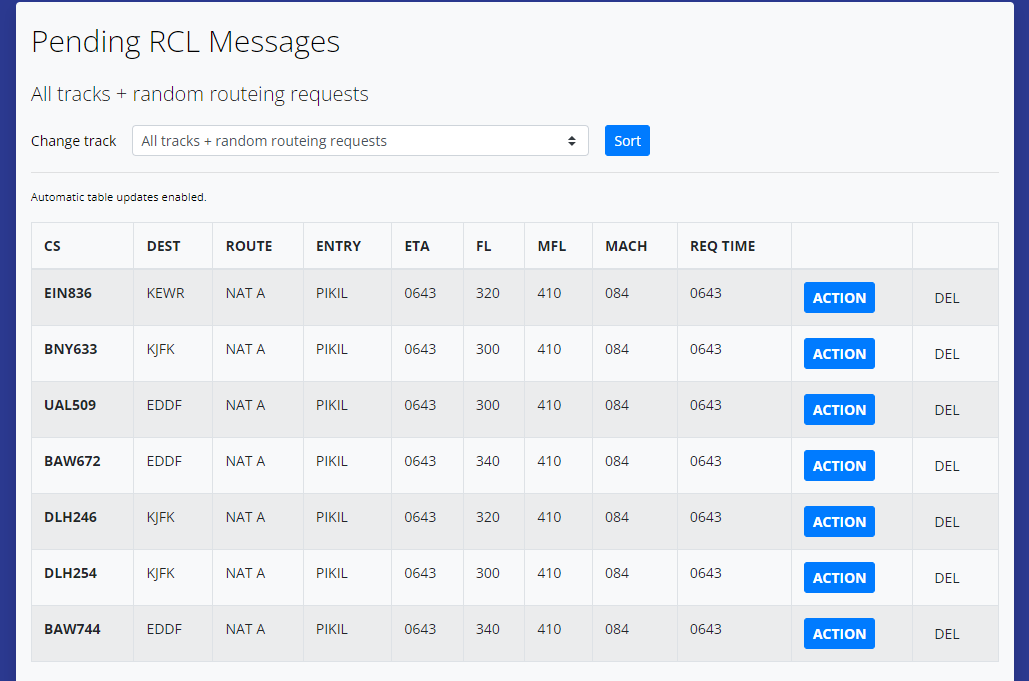 Pending RCL Messages
All tracks + random routeing requests
Change track All tracks + random routeing requests Sort
Automatic table updates enabled.
CS DEST ROUTE ENTRY ETA FL MFL MACH REQ TIME
EIN836 KEWR NAT A PIKIL 0643 320 410 084 0643 ACTION DEL
BNY633 KJFK NAT A PIKIL 0643 300 410 084 0643 ACTION DEL
UAL509 EDDF NAT A PIKIL 0643 300 410 084 0643 ACTION DEL
BAW672 EDDF NAT A PIKIL 0643 340 410 084 0643 ACTION DEL
DLH246 KJFK NAT A PIKIL 0643 320 410 084 0643 ACTION DEL
DLH254 KJFK NAT A PIKIL 0643 300 410 084 0643 ACTION DEL
BAW744 EDDF NAT A PIKIL 0643 340 410 084 0643 ACTION DEL